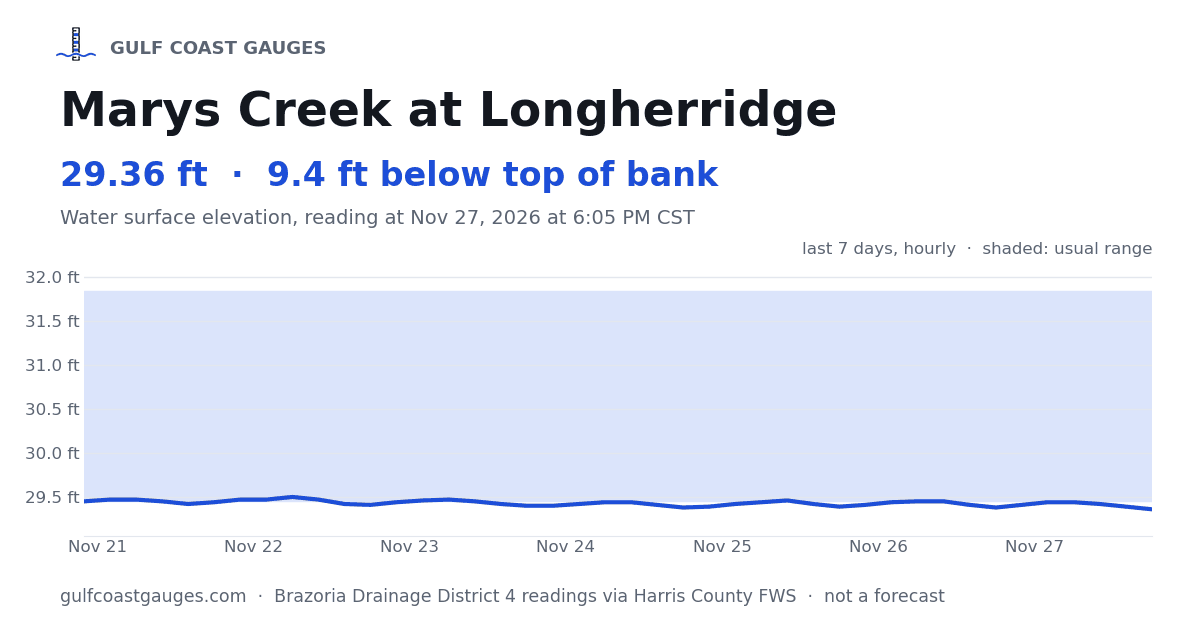 GULF COAST GAUGES
Marys Creek at Longherridge
29.36 ft · 9.4 ft below top of bank
Water surface elevation, reading at Nov 27, 2026 at 6:05 PM CST
last 7 days, hourly · shaded: usual range
32.0 ft
31.5 ft
31.0 ft
30.5 ft
30.0 ft
29.5 ft
Nov 21 Nov 22 Nov 23 Nov 24 Nov 25 Nov 26 Nov 27
gulfcoastgauges.com · Brazoria Drainage District 4 readings via Harris County FWS · not a forecast